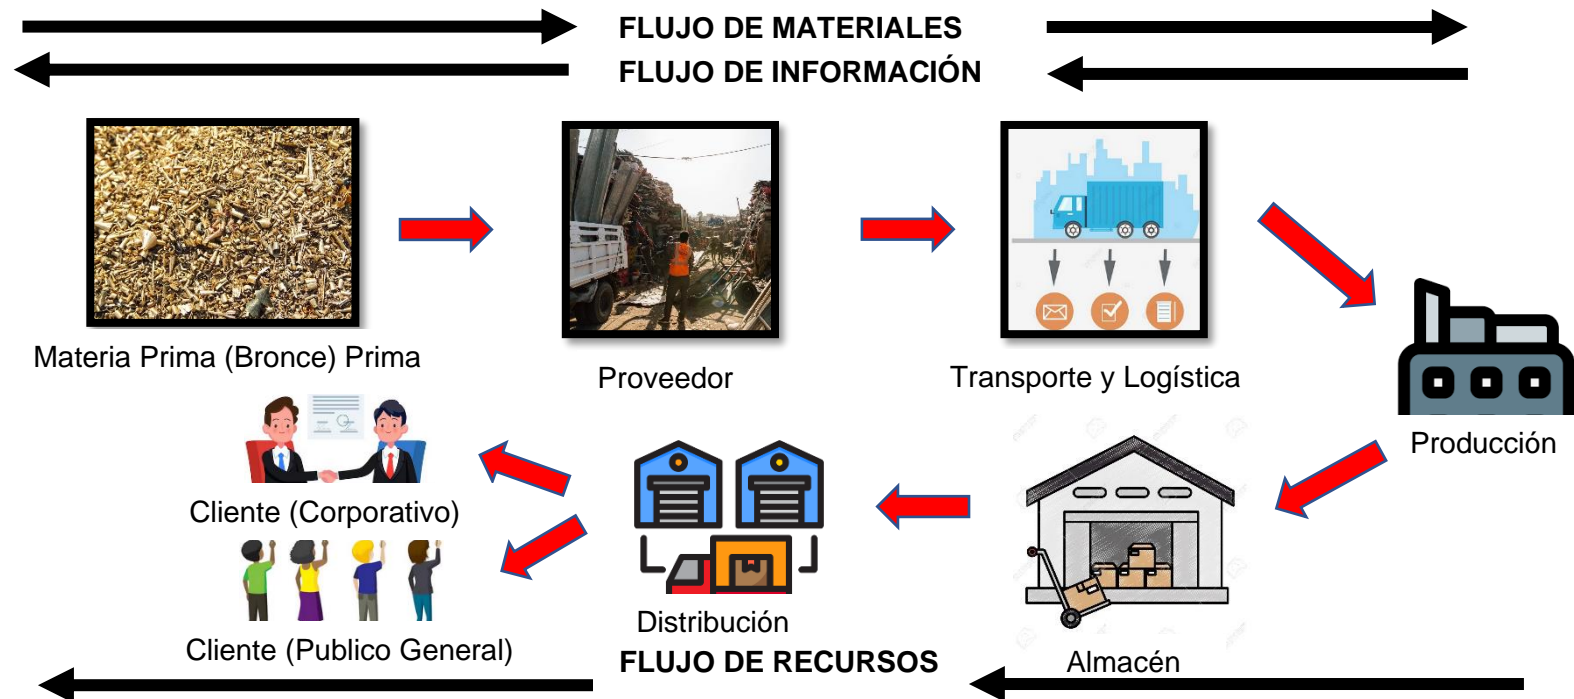 FLUJO DE MATERIALES
FLUJO DE INFORMACIÓN
Materia Prima (Bronce) Prima
Proveedor
Transporte y Logística
Producción
Cliente (Corporativo)
Cliente (Publico General)
Distribución
Almacén
FLUJO DE RECURSOS